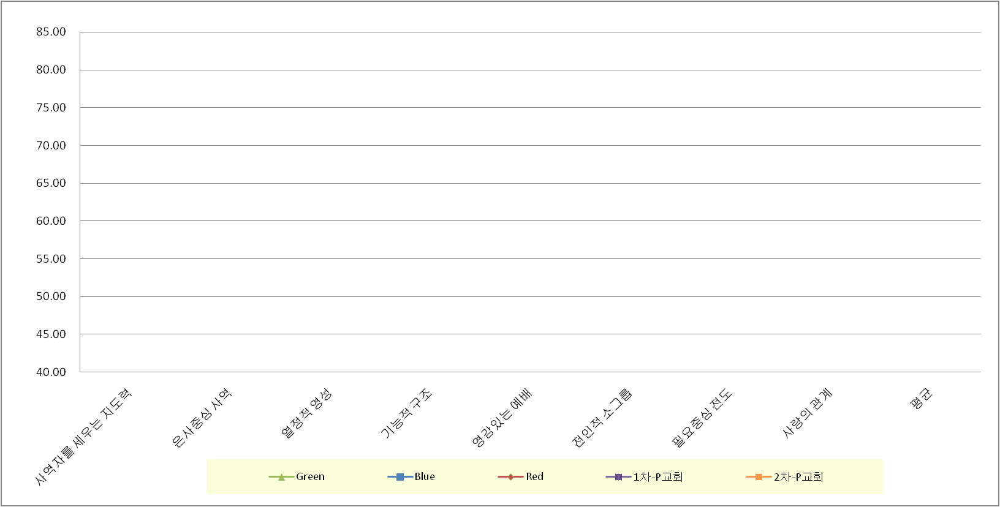 85.00
80.00
75.00
70.00
65.00
60.00
55.00
50.00
45.00
40.00
사역자를 세우는 지도력
은사중심 사역
열정적 영성
기능적 구조
영감있는 예배
전인적 소그룹
필요중심 전도
사랑의 관계
평균
Green
Blue
Red
1차-P교회
2차-P교회